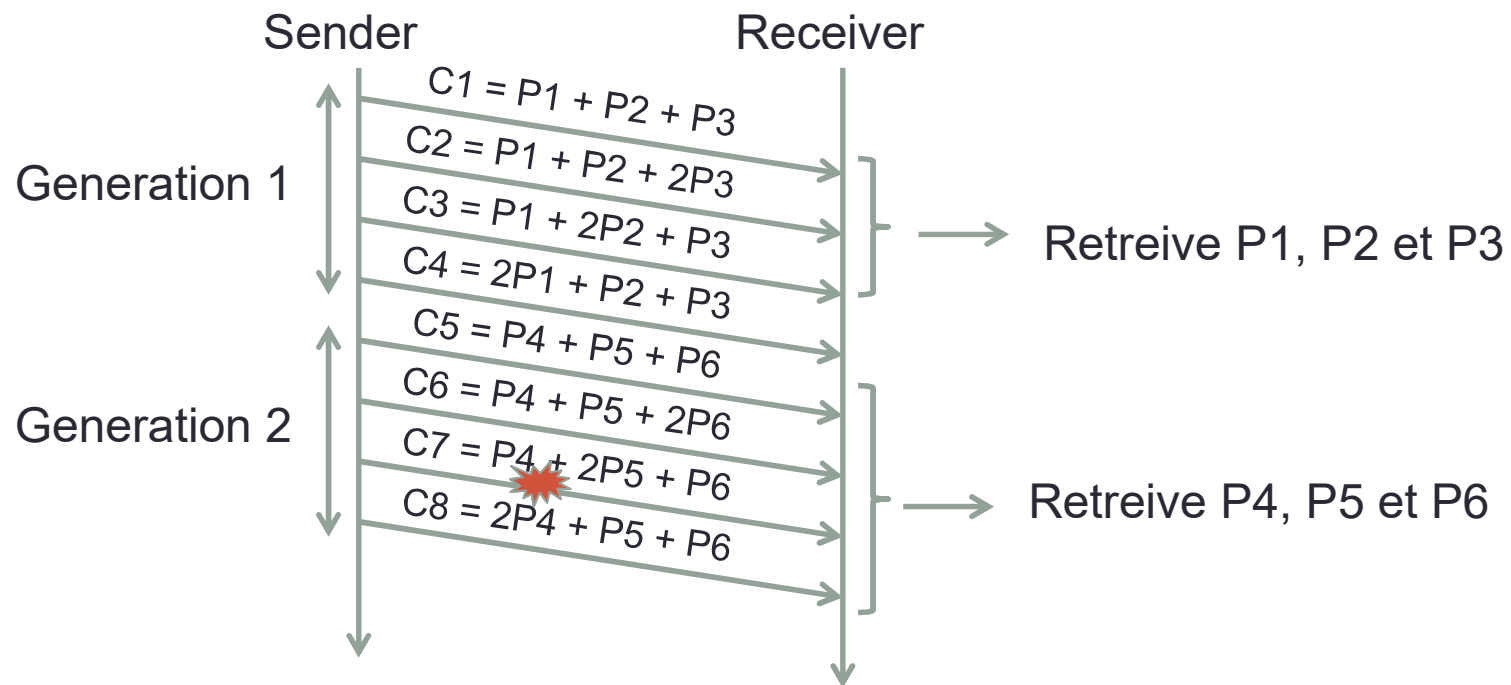 Sender
Receiver
C1 = P1 + P2 + P3
C2 = P1 + P2 + 2P3
Generation 1
C3 = P1 + 2P2 + P3
Retreive P1, P2 et P3
C4 = 2P1 + P2 + P3
C5 = P4 + P5 + P6
C6 = P4 + P5 + 2P6
Generation 2
C7 = P4 + 2P5 + P6
Retreive P4, P5 et P6
C8 = 2P4 + P5 + P6